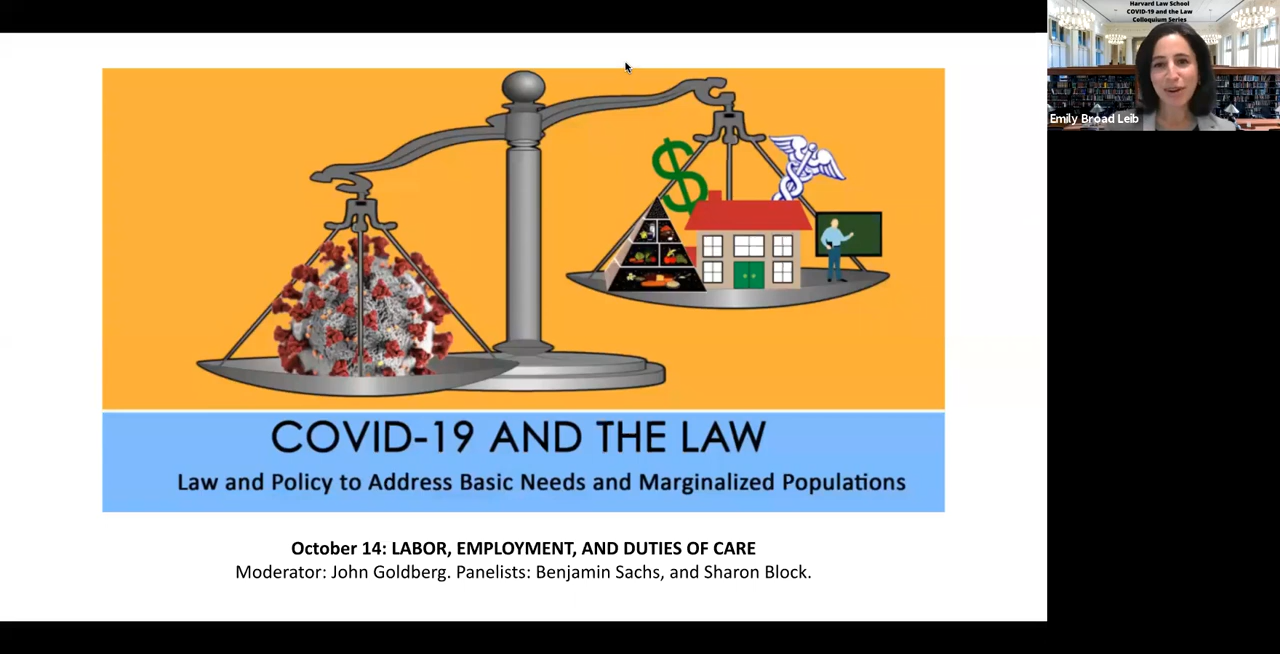 Harvard Law School
COVID-19 and the Law
Colloquium Series
Emily Broad Leib
$
COVID-19 AND THE LAW
Law and Policy to Address Basic Needs and Marginalized Populations
October 14: LABOR, EMPLOYMENT, AND DUTIES OF CARE
Moderator: John Goldberg. Panelists: Benjamin Sachs, and Sharon Block.